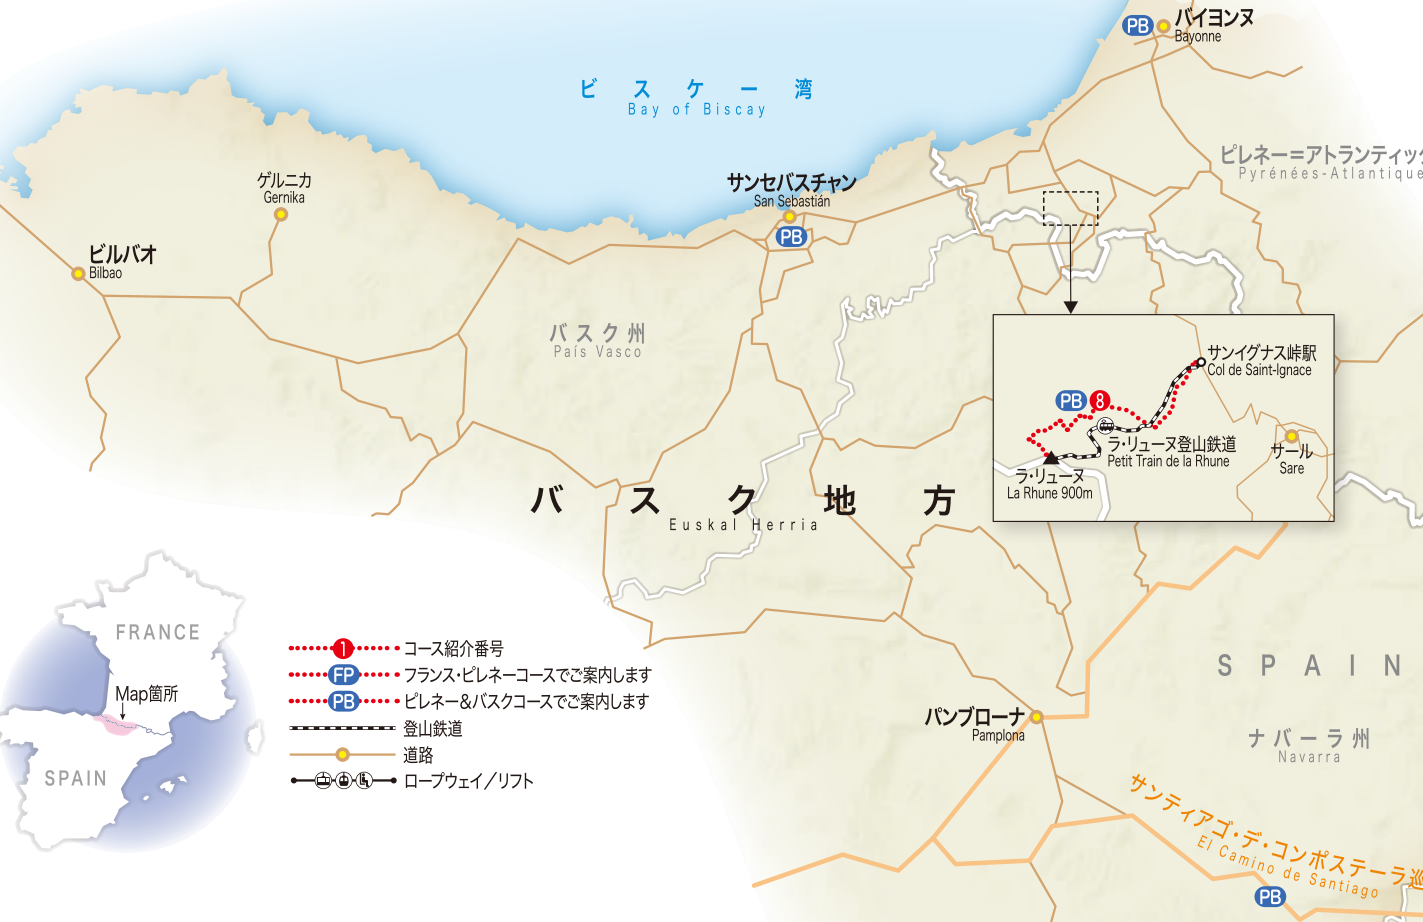 PB
バイヨンヌ
Bayonne
ビスケー湾
Bay of Biscay
ピレネー=アトランティック
Pyrénées-Atlantique
ゲルニカ
Gernika
サンセバスチャン
San Sebastián
PB
ビルバオ
Bilbao
バスク州
País Vasco
サンイグナス峠駅
Col de Saint-Ignace
PB 8
ラ・リューヌ登山鉄道
Petit Train de la Rhune
サール
Sare
ラ・リューヌ
La Rhune 900m
バスク地方
Euskal Herria
FRANCE
Map箇所
SPAIN
1 コース紹介番号
FP フランス・ピレネーコースでご案内します
PB ピレネー&バスクコースでご案内します
登山鉄道
道路
ロープウェイ/リフト
SPAIN
パンプローナ
Pamplona
ナバーラ州
Navarra
サンティアゴ・デ・コンポステーラ巡
El Camino de Santiago
PB